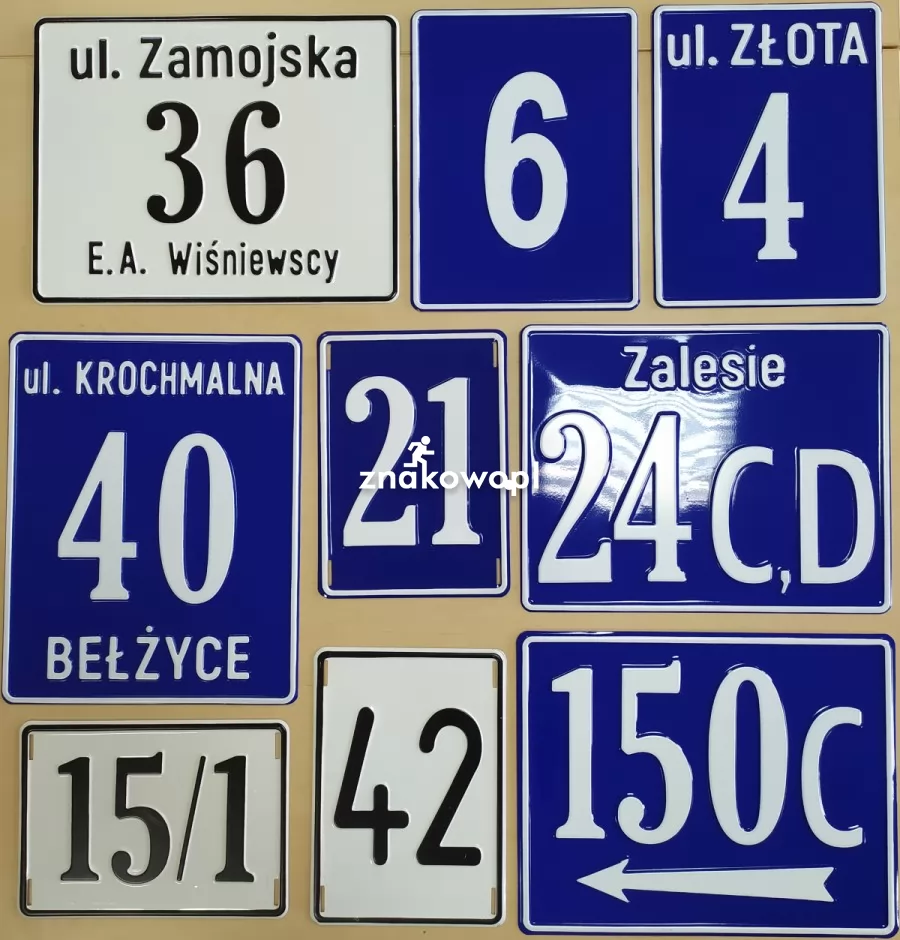 ul. Zamojska
36
E.A. Wiśniewscy
6
ul. ZŁOTA
4
ul. KROCHMALNA
40
BEŁŻYCE
21
znakowo.pl
Zalesie
24C,D
15/1
42
150C